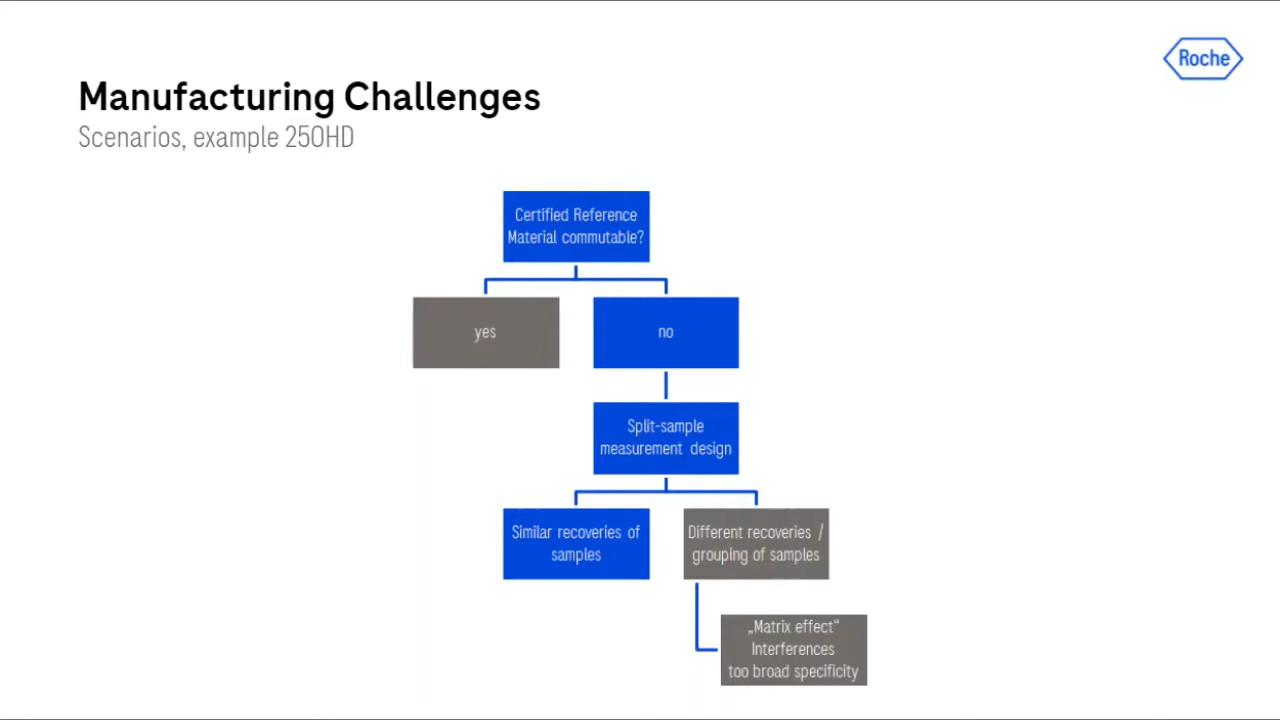 Roche
Manufacturing Challenges
Scenarios, example 25OHD
Certified Reference
Material commutable?
yes
no
Split-sample
measurement design
Similar recoveries of
samples
Different recoveries /
grouping of samples
„Matrix effect“
Interferences
too broad specificity